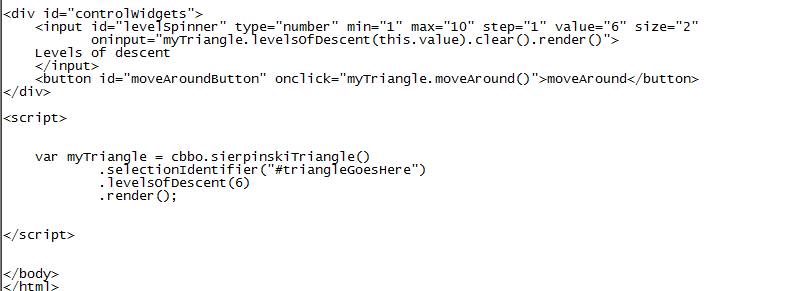 <div id="controlWidgets">
<input id="levelSpinner" type="number" min="1" max="10" step="1" value="6" size="2"
oninput="myTriangle.levelsOfDescent(this.value).clear().render()">
Levels of descent
</input>
<button id="moveAroundButton" onclick="myTriangle.moveAround()">moveAround</button>
</div>
<script>
var myTriangle = cbbo.sierpinskiTriangle()
.selectionIdentifier("#triangleGoesHere")
.levelsOfDescent(6)
.render();
</script>
</body>
</html>